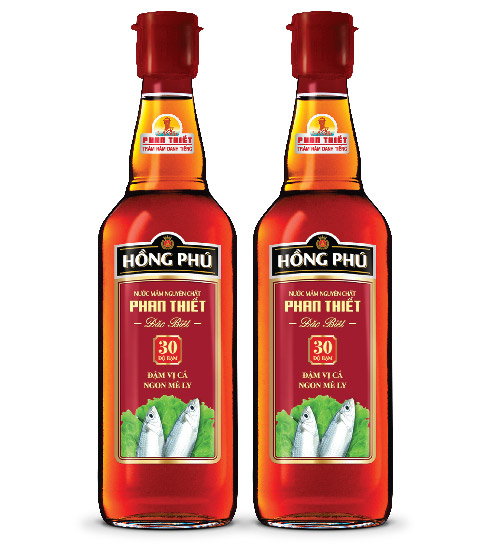 PHAN THIẾT
TRĂM NĂM DANH TIẾNG
HỒNG PHÚ
NƯỚC MẮM NGUYÊN CHẤT
PHAN THIẾT
Đặc Biệt
30
ĐỘ ĐẠM
ĐẬM VỊ CÁ
NGON MÊ LY
PHAN THIẾT
TRĂM NĂM DANH TIẾNG
HỒNG PHÚ
NƯỚC MẮM NGUYÊN CHẤT
PHAN THIẾT
Đặc Biệt
30
ĐỘ ĐẠM
ĐẬM VỊ CÁ
NGON MÊ LY